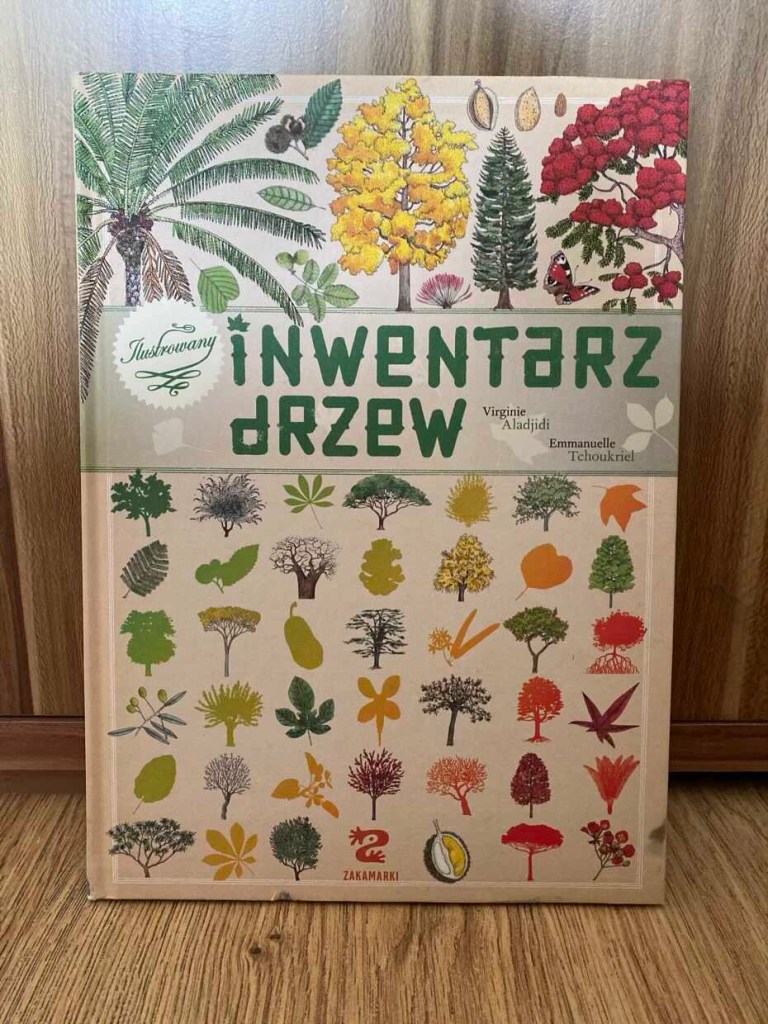 Ilustrowany
inwentarz
drzew
Virginie
Aladjidi
Emmanuelle
Tchoukriel
ZAKAMARKI